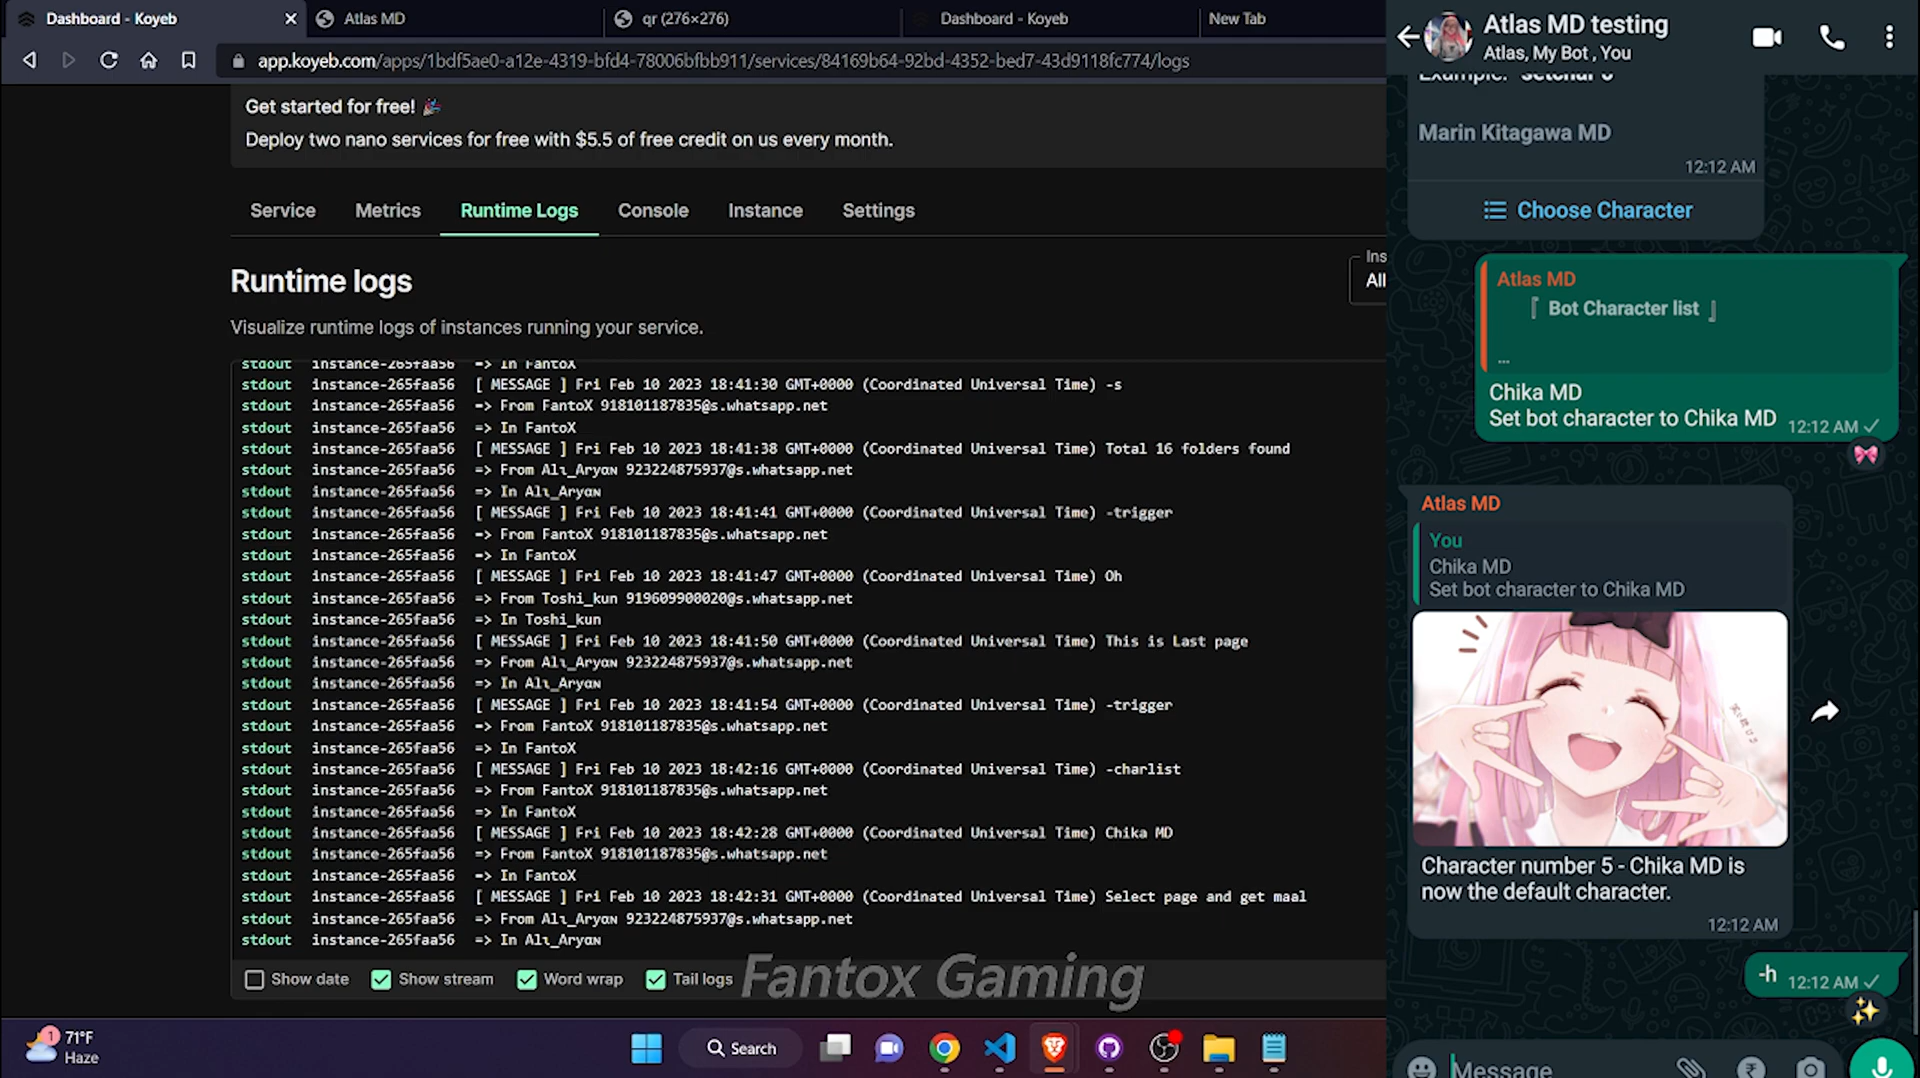 Dashboard - Koyeb
Atlas MD
qr (276×276)
Dashboard - Koyeb
New Tab
app.koyeb.com/apps/1bdf5ae0-a12e-4319-bfd4-78006bfbb911/services/84169b64-92bd-4352-bed7-43d9118fc774/logs
Get started for free! 🎉
Deploy two nano services for free with $5.5 of free credit on us every month.
Service Metrics Runtime Logs Console Instance Settings
Runtime logs
Ins
All
Visualize runtime logs of instances running your service.
stdout instance-265faa56 => In FantoX
stdout instance-265faa56 [ MESSAGE ] Fri Feb 10 2023 18:41:30 GMT+0000 (Coordinated Universal Time) -s
stdout instance-265faa56 => From FantoX 918101187835@s.whatsapp.net
stdout instance-265faa56 => In FantoX
stdout instance-265faa56 [ MESSAGE ] Fri Feb 10 2023 18:41:38 GMT+0000 (Coordinated Universal Time) Total 16 folders found
stdout instance-265faa56 => From Alι_Aryαɴ 923224875937@s.whatsapp.net
stdout instance-265faa56 => In Alι_Aryαɴ
stdout instance-265faa56 [ MESSAGE ] Fri Feb 10 2023 18:41:41 GMT+0000 (Coordinated Universal Time) -trigger
stdout instance-265faa56 => From FantoX 918101187835@s.whatsapp.net
stdout instance-265faa56 => In FantoX
stdout instance-265faa56 [ MESSAGE ] Fri Feb 10 2023 18:41:47 GMT+0000 (Coordinated Universal Time) Oh
stdout instance-265faa56 => From Toshi_kun 919609900020@s.whatsapp.net
stdout instance-265faa56 => In Toshi_kun
stdout instance-265faa56 [ MESSAGE ] Fri Feb 10 2023 18:41:50 GMT+0000 (Coordinated Universal Time) This is Last page
stdout instance-265faa56 => From Alι_Aryαɴ 923224875937@s.whatsapp.net
stdout instance-265faa56 => In Alι_Aryαɴ
stdout instance-265faa56 [ MESSAGE ] Fri Feb 10 2023 18:41:54 GMT+0000 (Coordinated Universal Time) -trigger
stdout instance-265faa56 => From FantoX 918101187835@s.whatsapp.net
stdout instance-265faa56 => In FantoX
stdout instance-265faa56 [ MESSAGE ] Fri Feb 10 2023 18:42:16 GMT+0000 (Coordinated Universal Time) -charlist
stdout instance-265faa56 => From FantoX 918101187835@s.whatsapp.net
stdout instance-265faa56 => In FantoX
stdout instance-265faa56 [ MESSAGE ] Fri Feb 10 2023 18:42:28 GMT+0000 (Coordinated Universal Time) Chika MD
stdout instance-265faa56 => From FantoX 918101187835@s.whatsapp.net
stdout instance-265faa56 => In FantoX
stdout instance-265faa56 [ MESSAGE ] Fri Feb 10 2023 18:42:31 GMT+0000 (Coordinated Universal Time) Select page and get maal
stdout instance-265faa56 => From Alι_Aryαɴ 923224875937@s.whatsapp.net
stdout instance-265faa56 => In Alι_Aryαɴ
Show date Show stream Word wrap Tail logs
Fantox Gaming
1
71°F
Haze
Search
Atlas MD testing
Atlas, My Bot , You
Example: setchar 5
Marin Kitagawa MD
12:12 AM
Choose Character
Atlas MD
『 Bot Character list 』
...
Chika MD
Set bot character to Chika MD 12:12 AM
Atlas MD
You
Chika MD
Set bot character to Chika MD
Character number 5 - Chika MD is
now the default character.
12:12 AM
-h 12:12 AM
Message